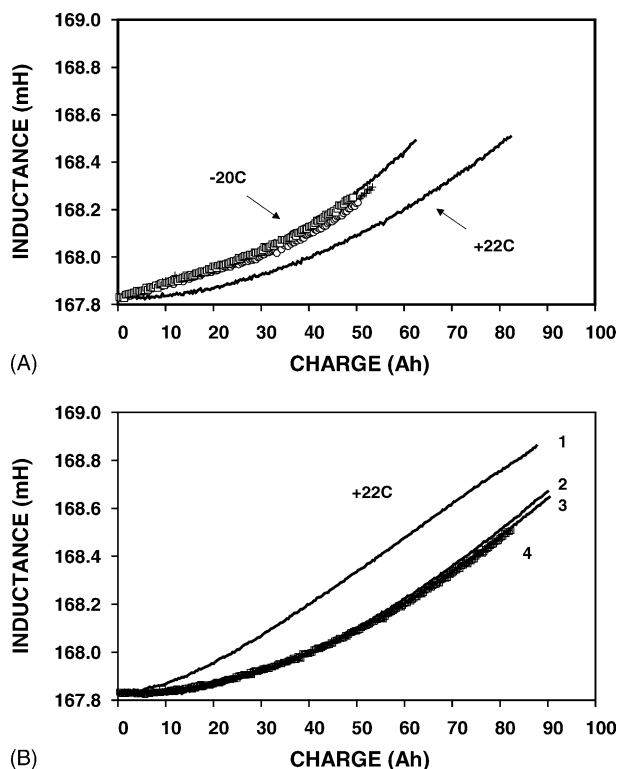 169.0
168.8
168.6
168.4
168.2
168.0
167.8
INDUCTANCE (mH)
-20C
+22C
0 10 20 30 40 50 60 70 80 90 100
(A)
CHARGE (Ah)
169.0
168.8
168.6
168.4
168.2
168.0
167.8
INDUCTANCE (mH)
+22C
1
2
3
4
0 10 20 30 40 50 60 70 80 90 100
(B)
CHARGE (Ah)